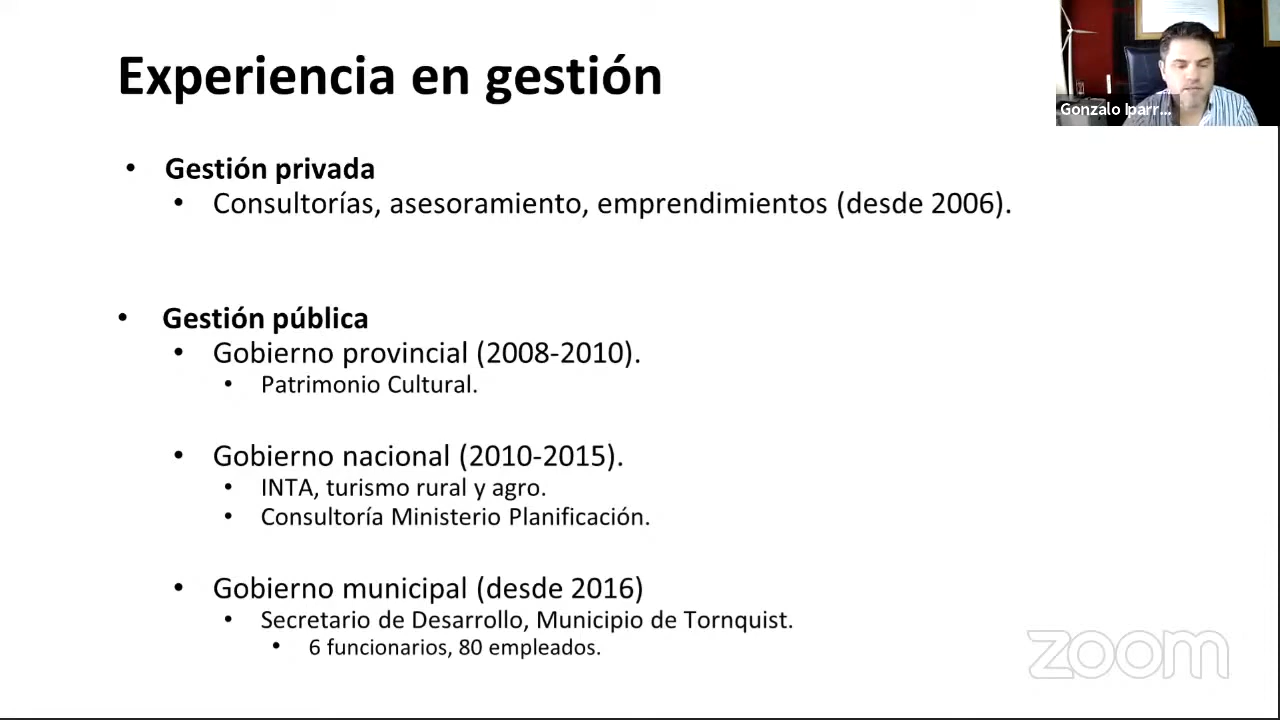 Experiencia en gestión
Gonzalo Iparr...
• Gestión privada
• Consultorías, asesoramiento, emprendimientos (desde 2006).
• Gestión pública
• Gobierno provincial (2008-2010).
• Patrimonio Cultural.
• Gobierno nacional (2010-2015).
• INTA, turismo rural y agro.
• Consultoría Ministerio Planificación.
• Gobierno municipal (desde 2016)
• Secretario de Desarrollo, Municipio de Tornquist.
• 6 funcionarios, 80 empleados.
zoom